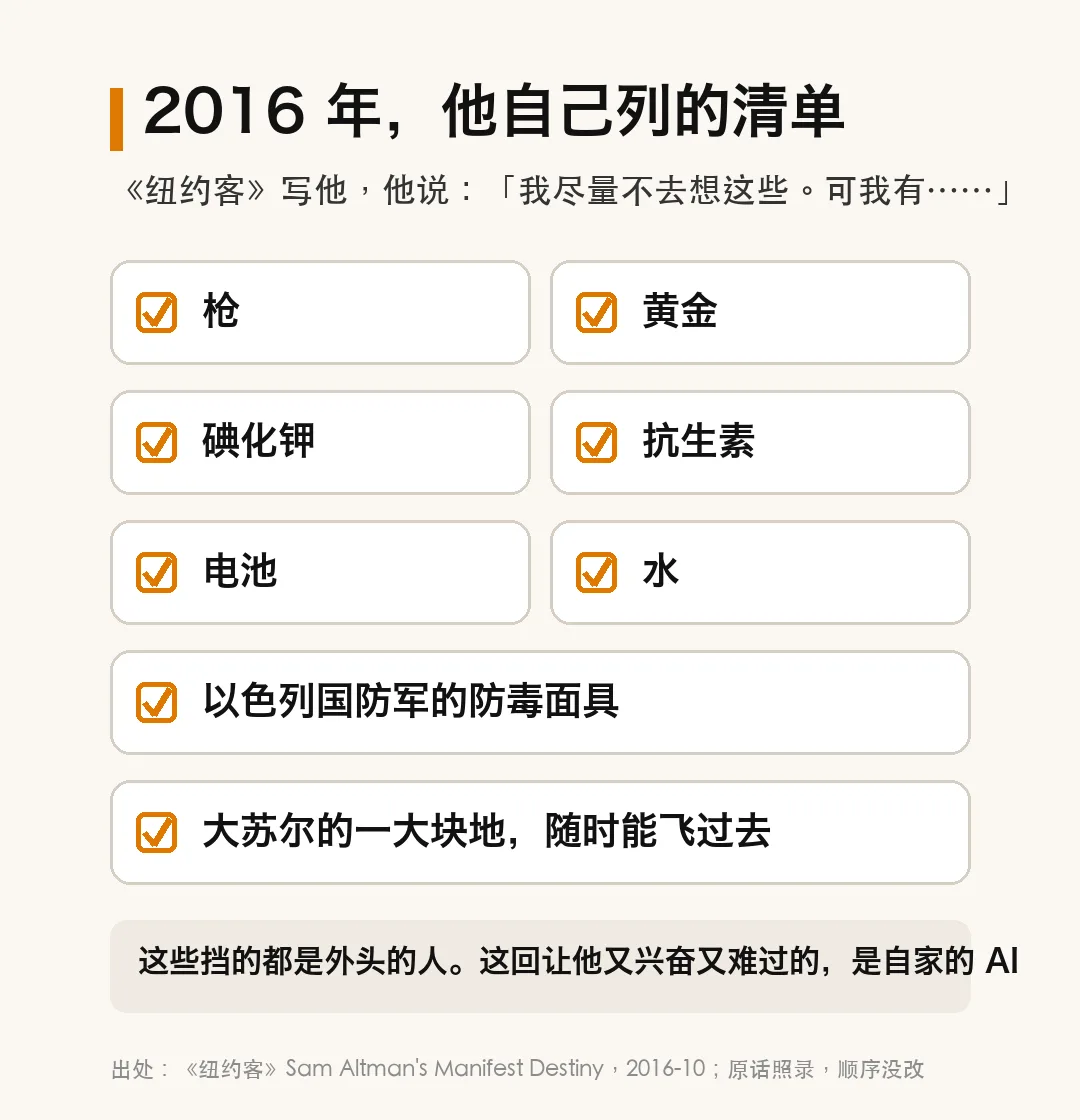 2016 年，他自己列的清单
《纽约客》写他，他说：「我尽量不去想这些。可我有……」
枪
黄金
碘化钾
抗生素
电池
水
以色列国防军的防毒面具
大苏尔的一大块地，随时能飞过去
这些挡的都是外头的人。这回让他又兴奋又难过的，是自家的 AI
出处：《纽约客》Sam Altman's Manifest Destiny，2016-10；原话照录，顺序没改